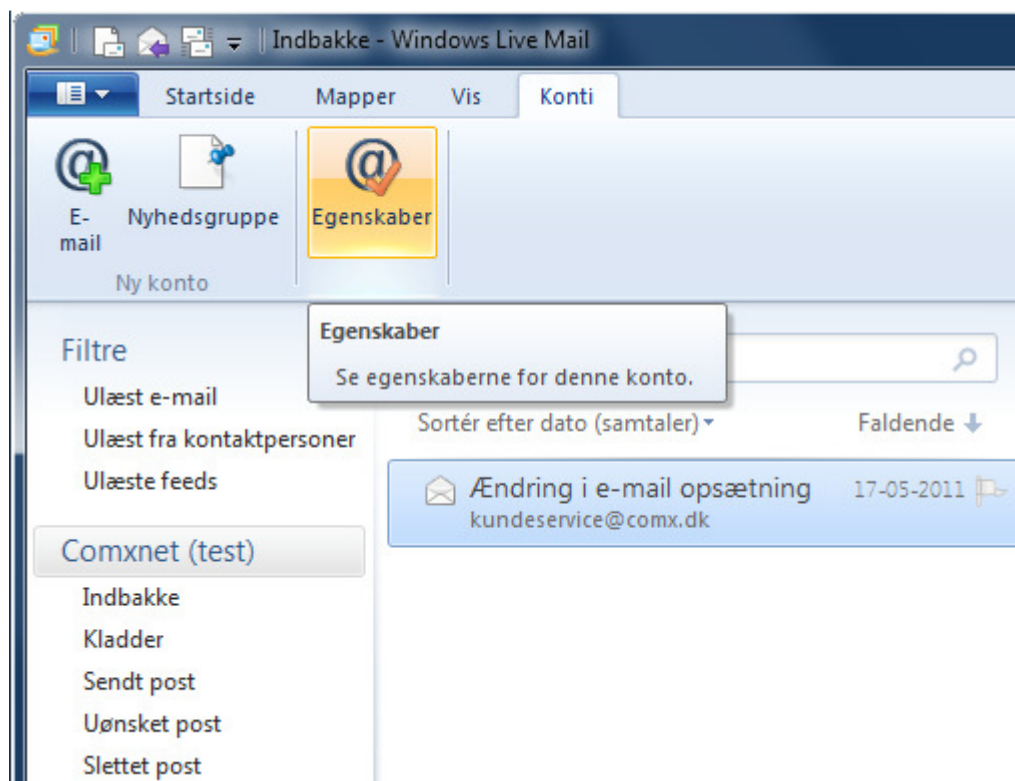 Indbakke - Windows Live Mail
Startside Mapper Vis Konti
E-
mail
Nyhedsgruppe
Egenskaber
Ny konto
Egenskaber
Se egenskaberne for denne konto.
Filtre
Ulæst e-mail
Ulæst fra kontaktpersoner
Ulæste feeds
Sortér efter dato (samtaler) Faldende
Ændring i e-mail opsætning 17-05-2011
kundeservice@comx.dk
Comxnet (test)
Indbakke
Kladder
Sendt post
Uønsket post
Slettet post